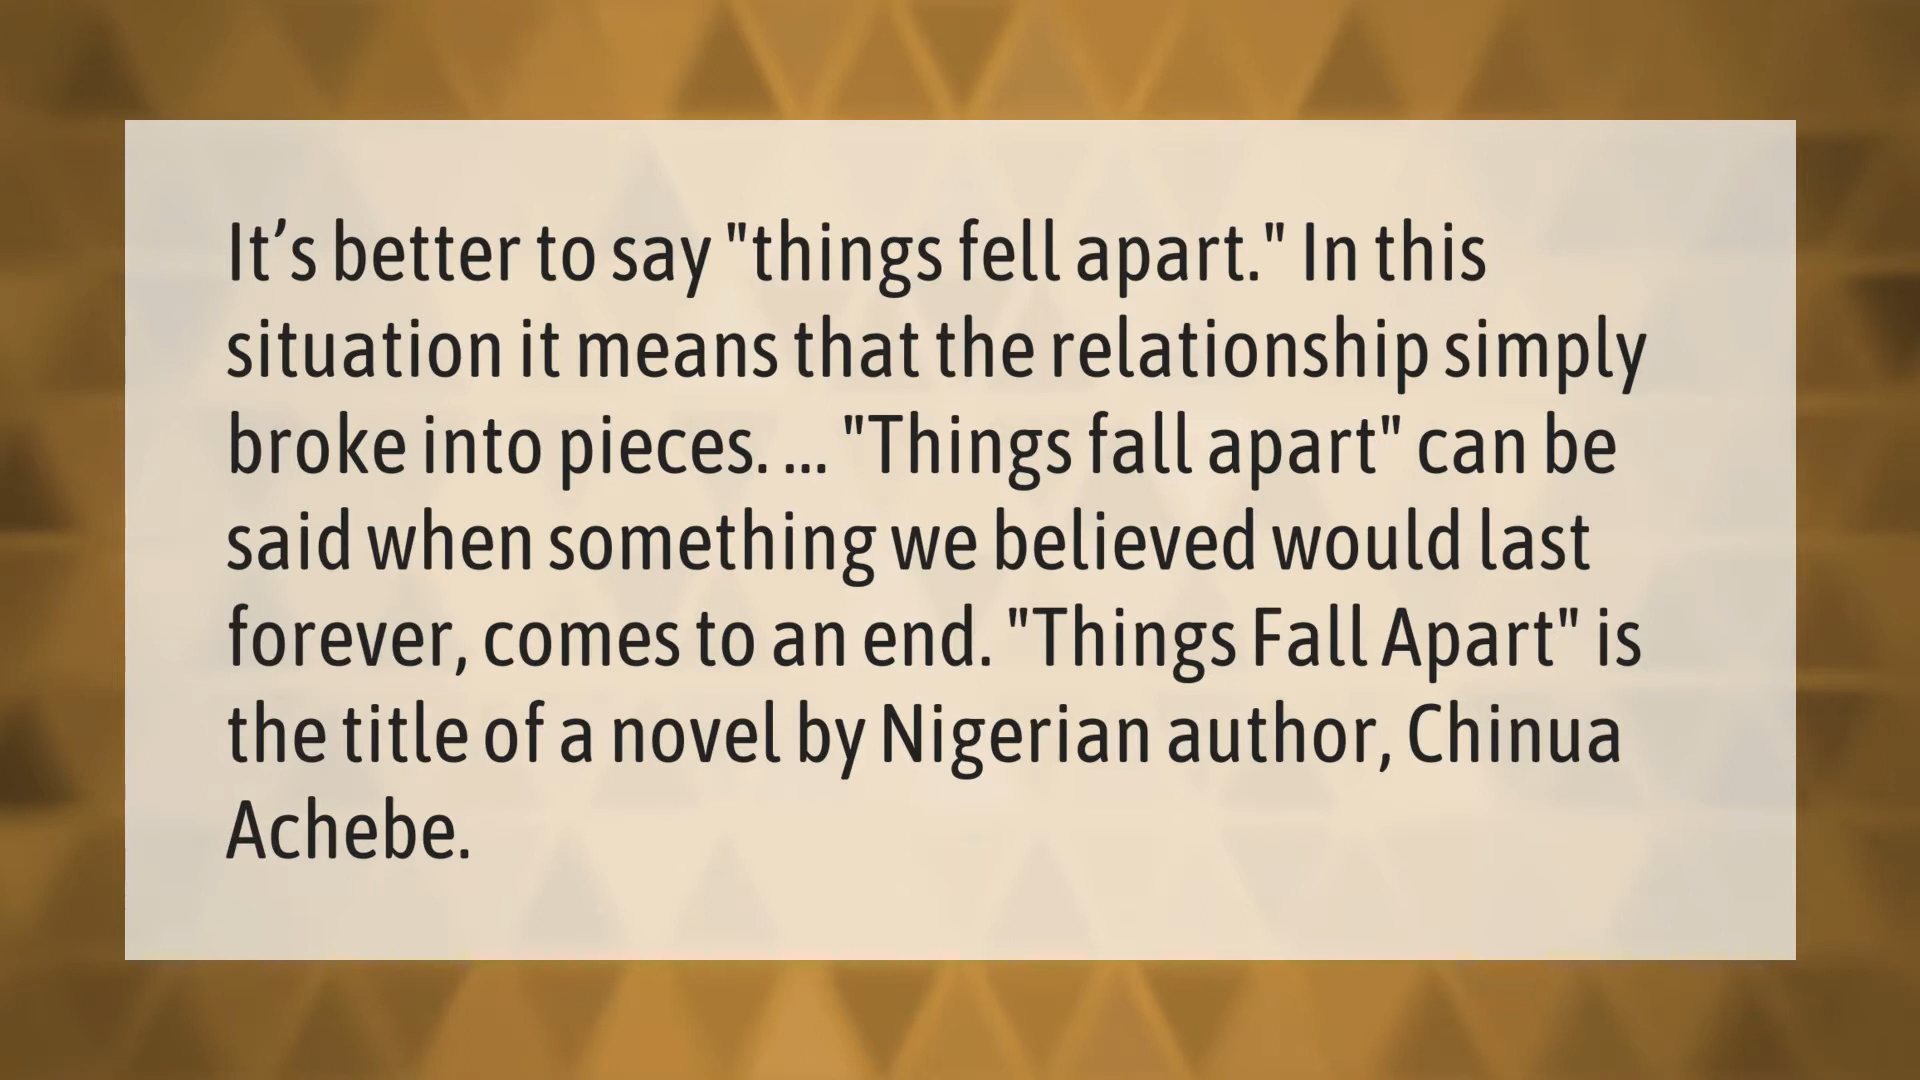 It’s better to say "things fell apart." In this
situation it means that the relationship simply
broke into pieces. ... "Things fall apart" can be
said when something we believed would last
forever, comes to an end. "Things Fall Apart" is
the title of a novel by Nigerian author, Chinua
Achebe.